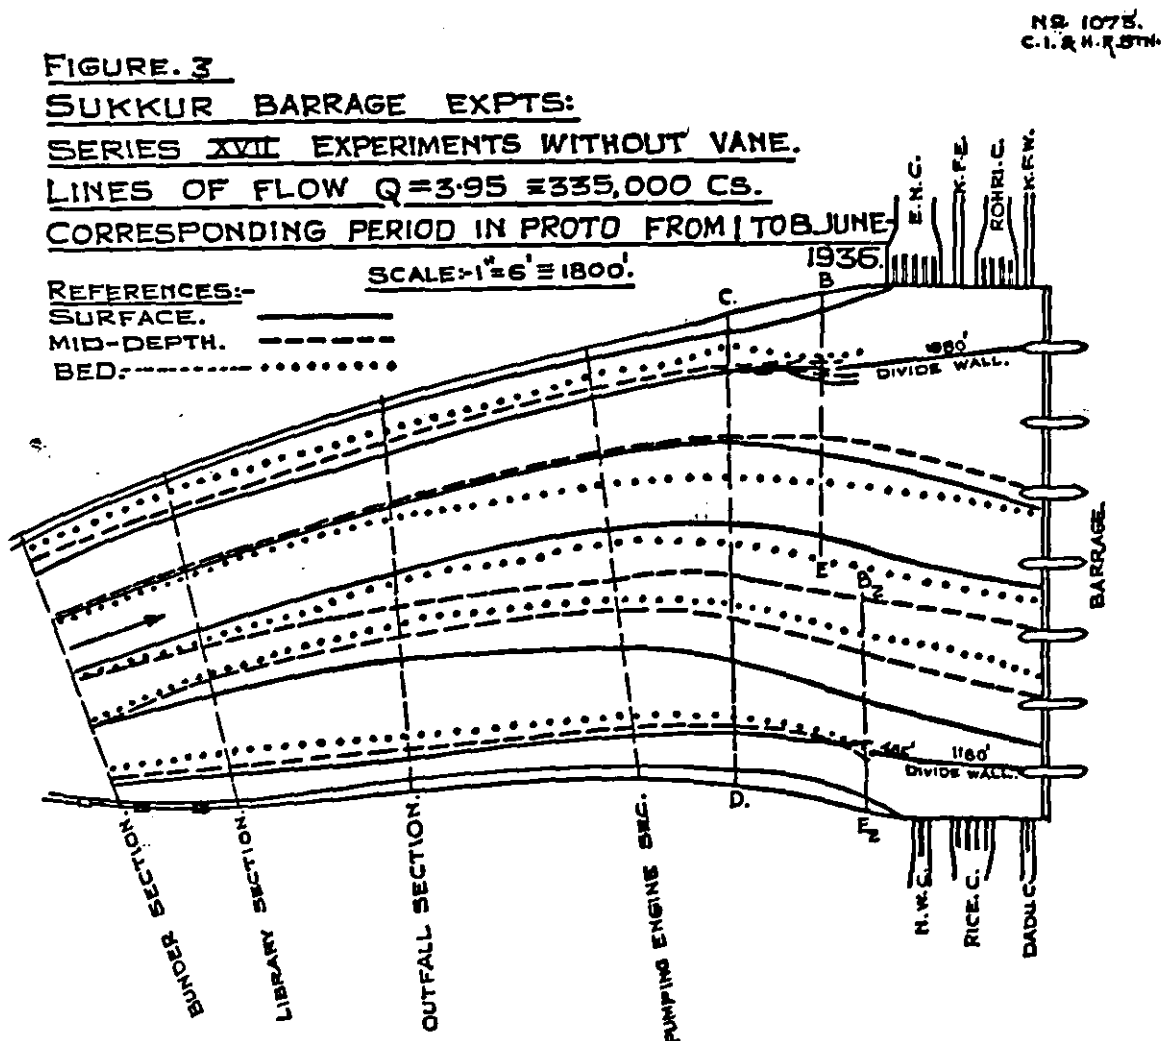 NO 1075.
C.I. & H.R. STN.
FIGURE. 3
SUKKUR BARRAGE EXPTS:
SERIES XVII EXPERIMENTS WITHOUT VANE.
LINES OF FLOW Q=3·95 ≡335,000 Cs.
CORRESPONDING PERIOD IN PROTO FROM 1 TO 8 JUNE-
1936.
SCALE:-1"=6'≡1800'.
REFERENCES:-
SURFACE.
MID-DEPTH.
BED.
E.N.C.
K.F.E.
ROHRI.C.
K.F.W.
C.
B
1980'
DIVIDE WALL.
BARRAGE.
E
B2
1160'
DIVIDE WALL.
D.
E2
BUNDER SECTION.
LIBRARY SECTION.
OUTFALL SECTION.
PUMPING ENGINE SEC.
N.W.C.
RICE.C.
DADU.C.